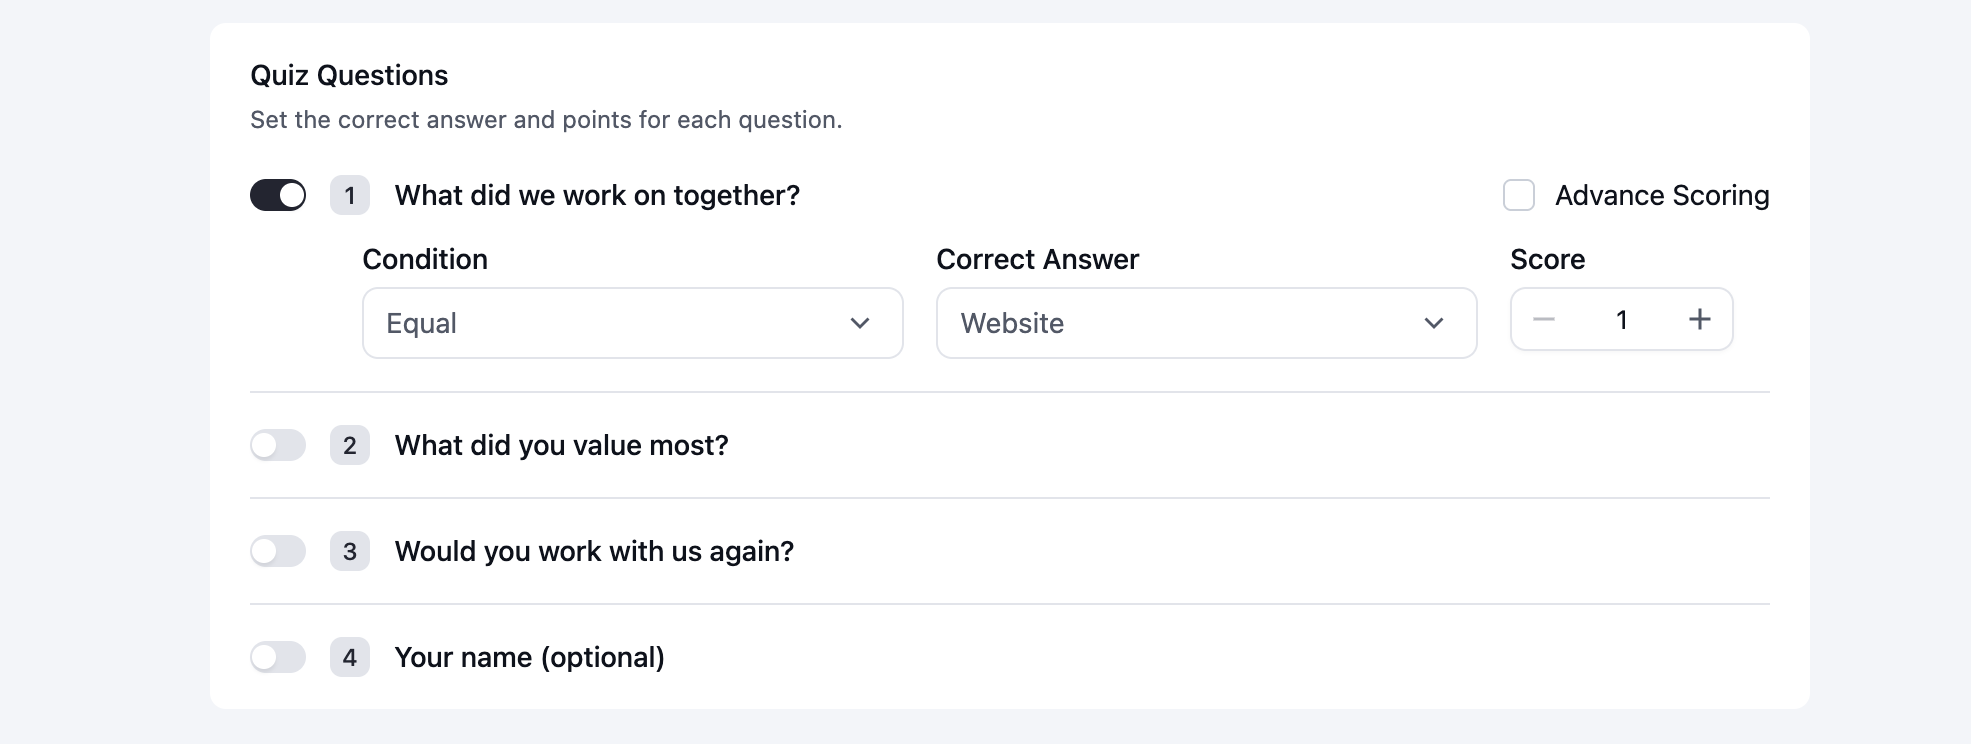 Quiz Questions
Set the correct answer and points for each question.
1 What did we work on together? Advance Scoring
Condition Correct Answer Score
Equal Website 1
2 What did you value most?
3 Would you work with us again?
4 Your name (optional)